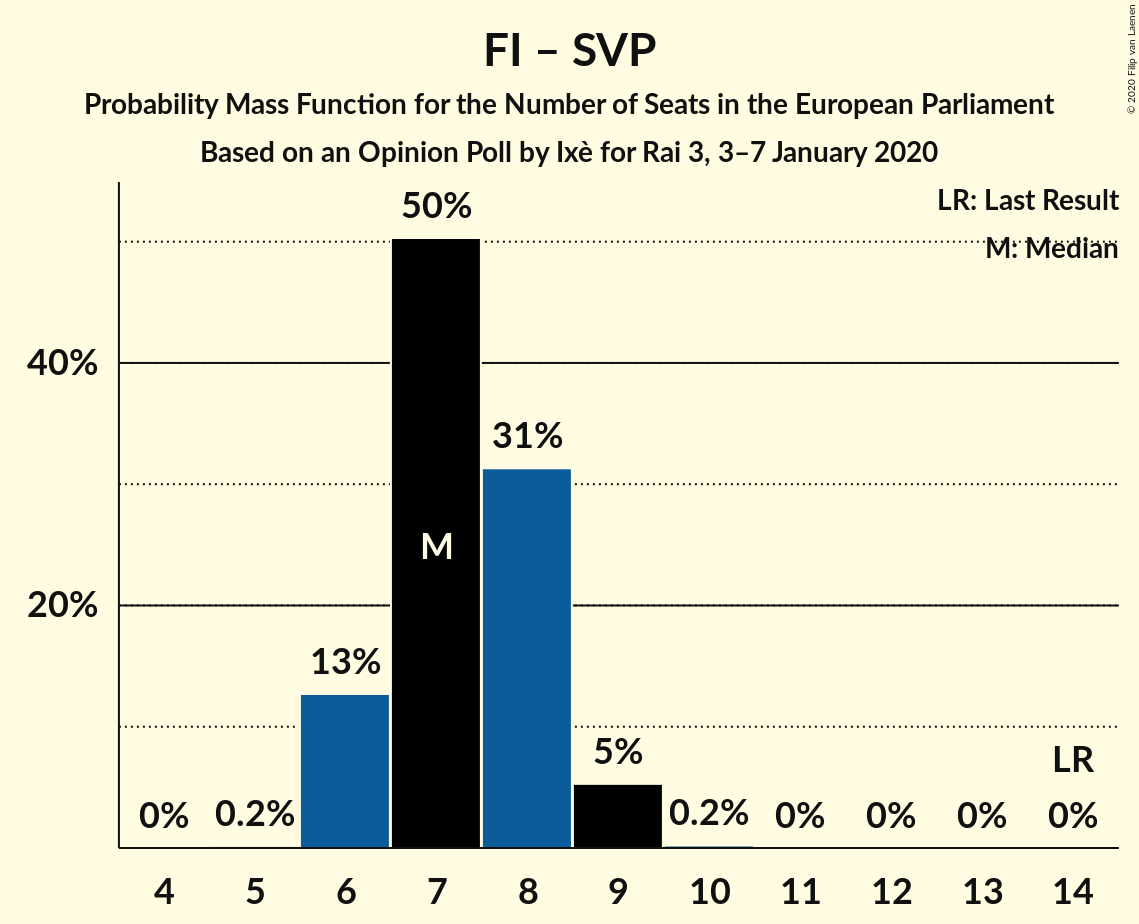 FI – SVP
Probability Mass Function for the Number of Seats in the European Parliament
Based on an Opinion Poll by Ixè for Rai 3, 3–7 January 2020
© 2020 Filip van Laenen
LR: Last Result
M: Median
50%
40%
31%
M
20%
13%
5%
LR
0% 0.2% 0.2% 0% 0% 0% 0%
4 5 6 7 8 9 10 11 12 13 14